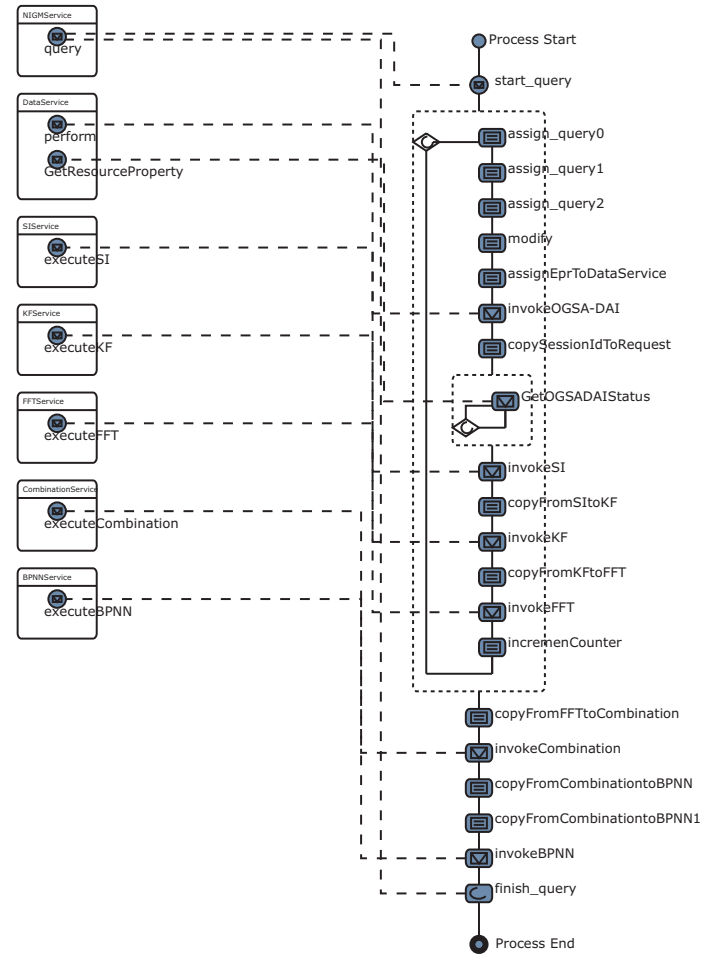 NIGMService
query
DataService
perform
GetResourceProperty
SIService
executeSI
KFService
executeKF
FFTService
executeFFT
CombinationService
executeCombination
BPNNService
executeBPNN
Process Start
start_query
assign_query0
assign_query1
assign_query2
modify
assignEprToDataService
invokeOGSA-DAI
copySessionIdToRequest
GetOGSADAIStatus
invokeSI
copyFromSItoKF
invokeKF
copyFromKFtoFFT
invokeFFT
incremenCounter
copyFromFFTtoCombination
invokeCombination
copyFromCombinationtoBPNN
copyFromCombinationtoBPNN1
invokeBPNN
finish_query
Process End